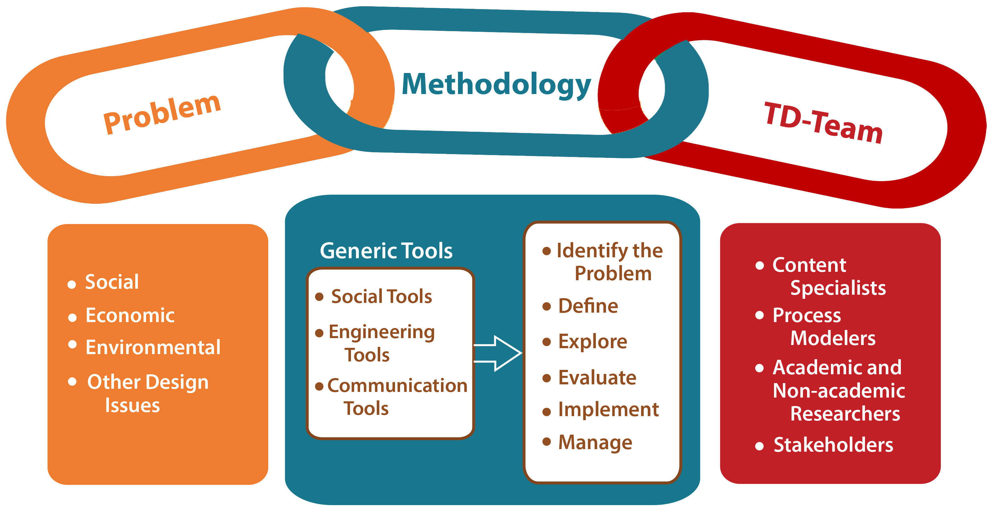 Problem
Methodology
TD-Team
• Social
• Economic
• Environmental
• Other Design
Issues
Generic Tools
• Social Tools
• Engineering
Tools
• Communication
Tools
• Identify the
Problem
• Define
• Explore
• Evaluate
• Implement
• Manage
• Content
Specialists
• Process
Modelers
• Academic and
Non-academic
Researchers
• Stakeholders